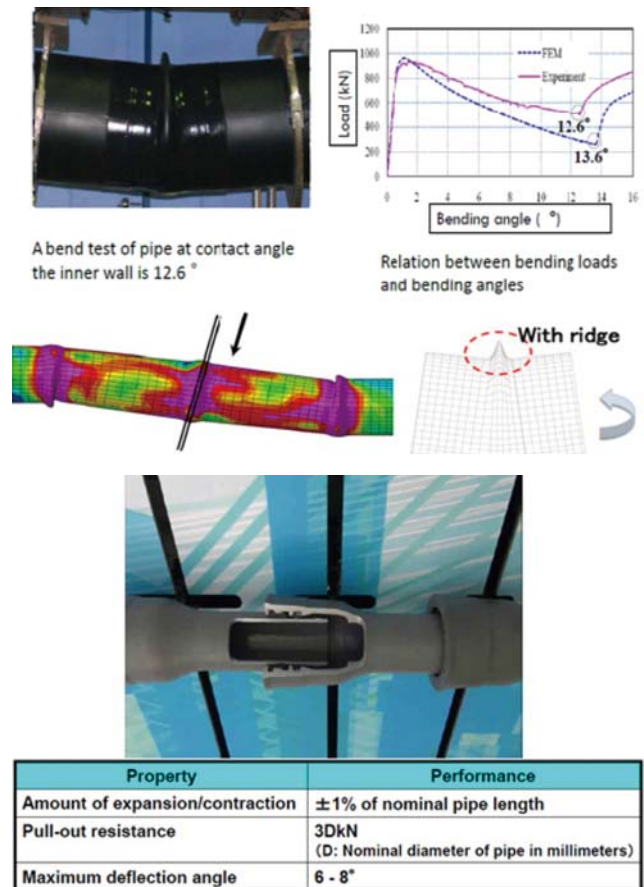 1200
1000
800
600
400
200
0
Load (kN)
FEM
Experiment
12.6°
13.6°
0 2 4 6 8 10 12 14 16
Bending angle ( °)
A bend test of pipe at contact angle
the inner wall is 12.6 °
Relation between bending loads
and bending angles
With ridge
Property Performance
Amount of expansion/contraction ±1% of nominal pipe length
Pull-out resistance 3DkN
(D: Nominal diameter of pipe in millimeters)
Maximum deflection angle 6 - 8°